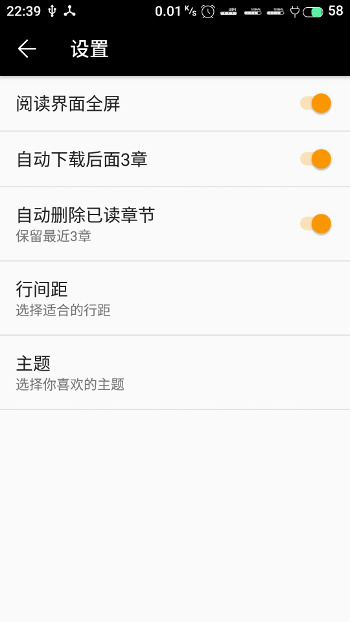 22:39 0.01 K/s 58
设置
阅读界面全屏
自动下载后面3章
自动删除已读章节
保留最近3章
行间距
选择适合的行距
主题
选择你喜欢的主题